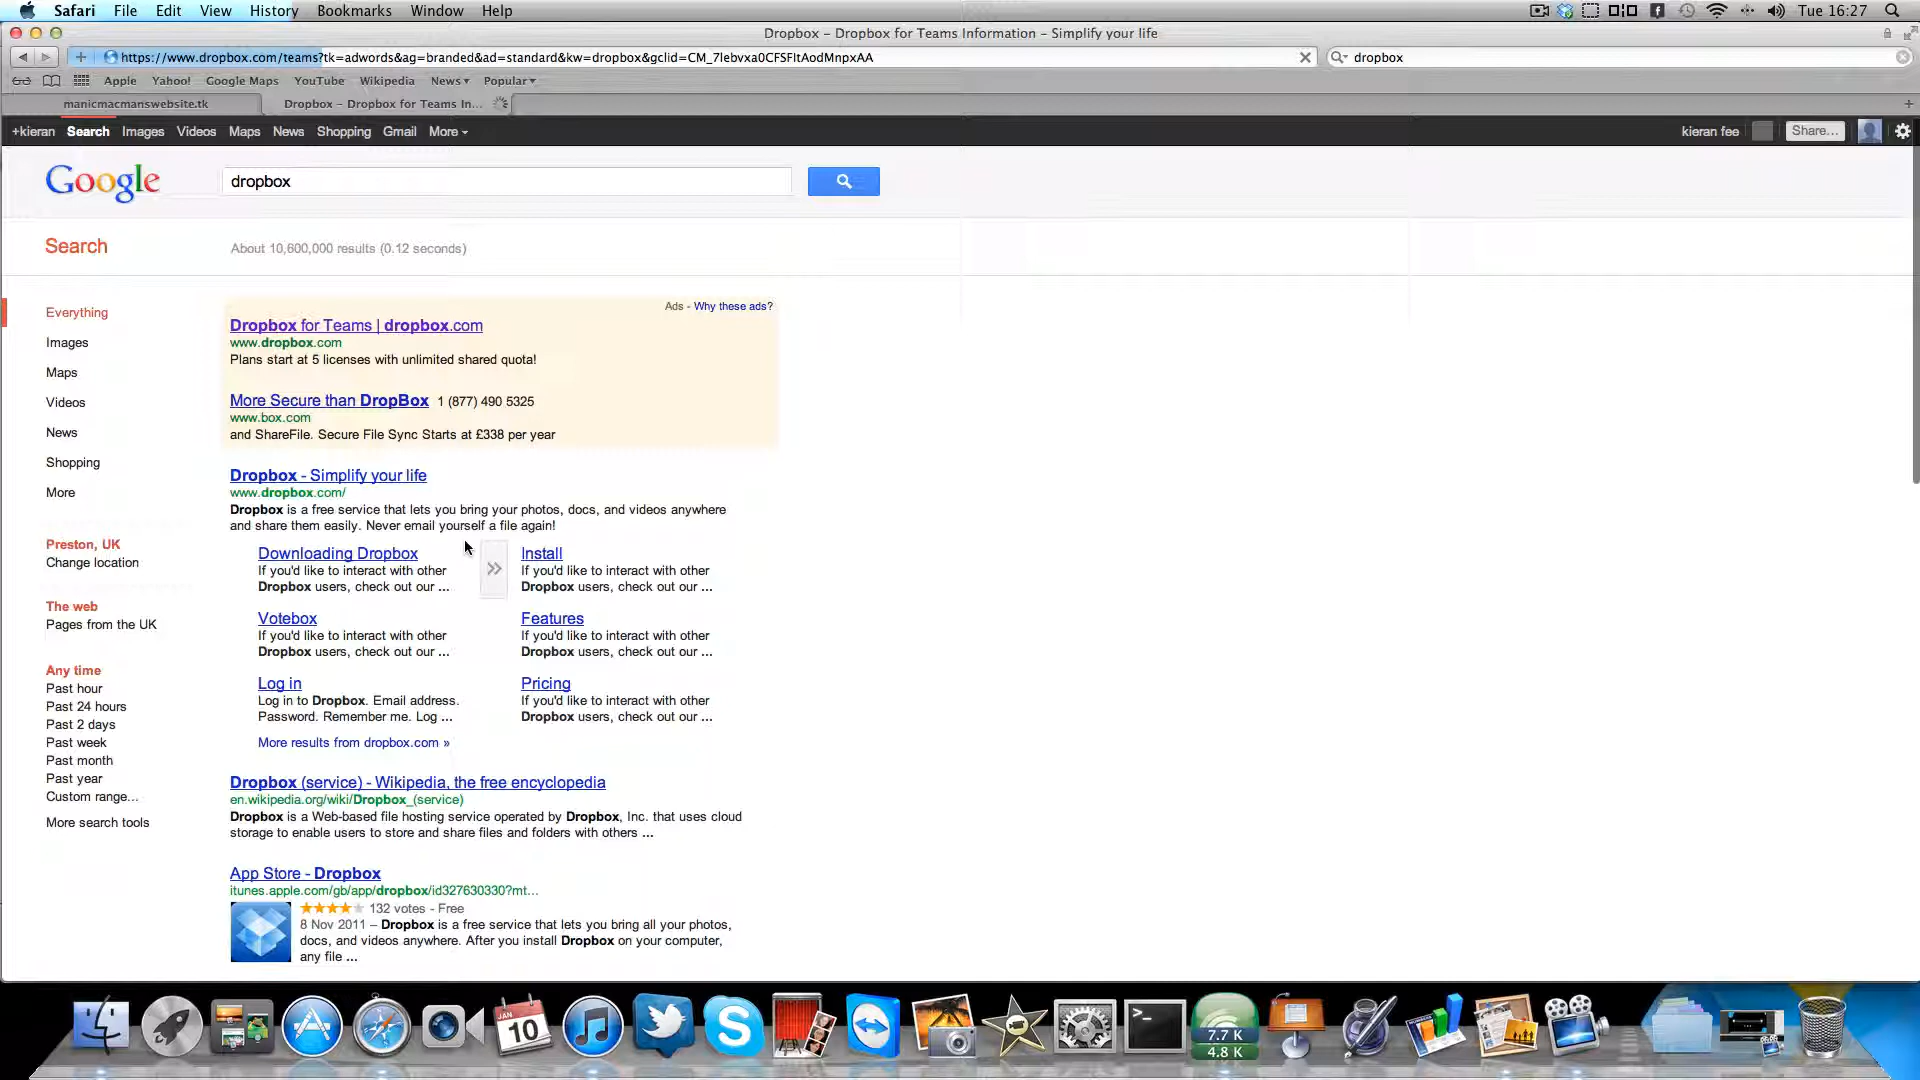 Safari File Edit View History Bookmarks Window Help Tue 16:27
Dropbox – Dropbox for Teams Information – Simplify your life
https://www.dropbox.com/teams?tk=adwords&ag=branded&ad=standard&kw=dropbox&gclid=CM_7lebvxa0CFSFItAodMnpxAA dropbox
Apple Yahoo! Google Maps YouTube Wikipedia News Popular
manicmacmanswebsite.tk Dropbox – Dropbox for Teams In...
+kieran Search Images Videos Maps News Shopping Gmail More kieran fee Share...
Google dropbox
Search About 10,600,000 results (0.12 seconds)
Everything
Images
Maps
Videos
News
Shopping
More
Preston, UK
Change location
The web
Pages from the UK
Any time
Past hour
Past 24 hours
Past 2 days
Past week
Past month
Past year
Custom range...
More search tools
Ads - Why these ads?
Dropbox for Teams | dropbox.com
www.dropbox.com
Plans start at 5 licenses with unlimited shared quota!
More Secure than DropBox 1 (877) 490 5325
www.box.com
and ShareFile. Secure File Sync Starts at £338 per year
Dropbox - Simplify your life
www.dropbox.com/
Dropbox is a free service that lets you bring your photos, docs, and videos anywhere
and share them easily. Never email yourself a file again!
Downloading Dropbox
If you'd like to interact with other
Dropbox users, check out our ...
Install
If you'd like to interact with other
Dropbox users, check out our ...
Votebox
If you'd like to interact with other
Dropbox users, check out our ...
Features
If you'd like to interact with other
Dropbox users, check out our ...
Log in
Log in to Dropbox. Email address.
Password. Remember me. Log ...
Pricing
If you'd like to interact with other
Dropbox users, check out our ...
More results from dropbox.com »
Dropbox (service) - Wikipedia, the free encyclopedia
en.wikipedia.org/wiki/Dropbox_(service)
Dropbox is a Web-based file hosting service operated by Dropbox, Inc. that uses cloud
storage to enable users to store and share files and folders with others ...
App Store - Dropbox
itunes.apple.com/gb/app/dropbox/id327630330?mt...
132 votes - Free
8 Nov 2011 – Dropbox is a free service that lets you bring all your photos,
docs, and videos anywhere. After you install Dropbox on your computer,
any file ...
JAN
10
7.7 K
4.8 K